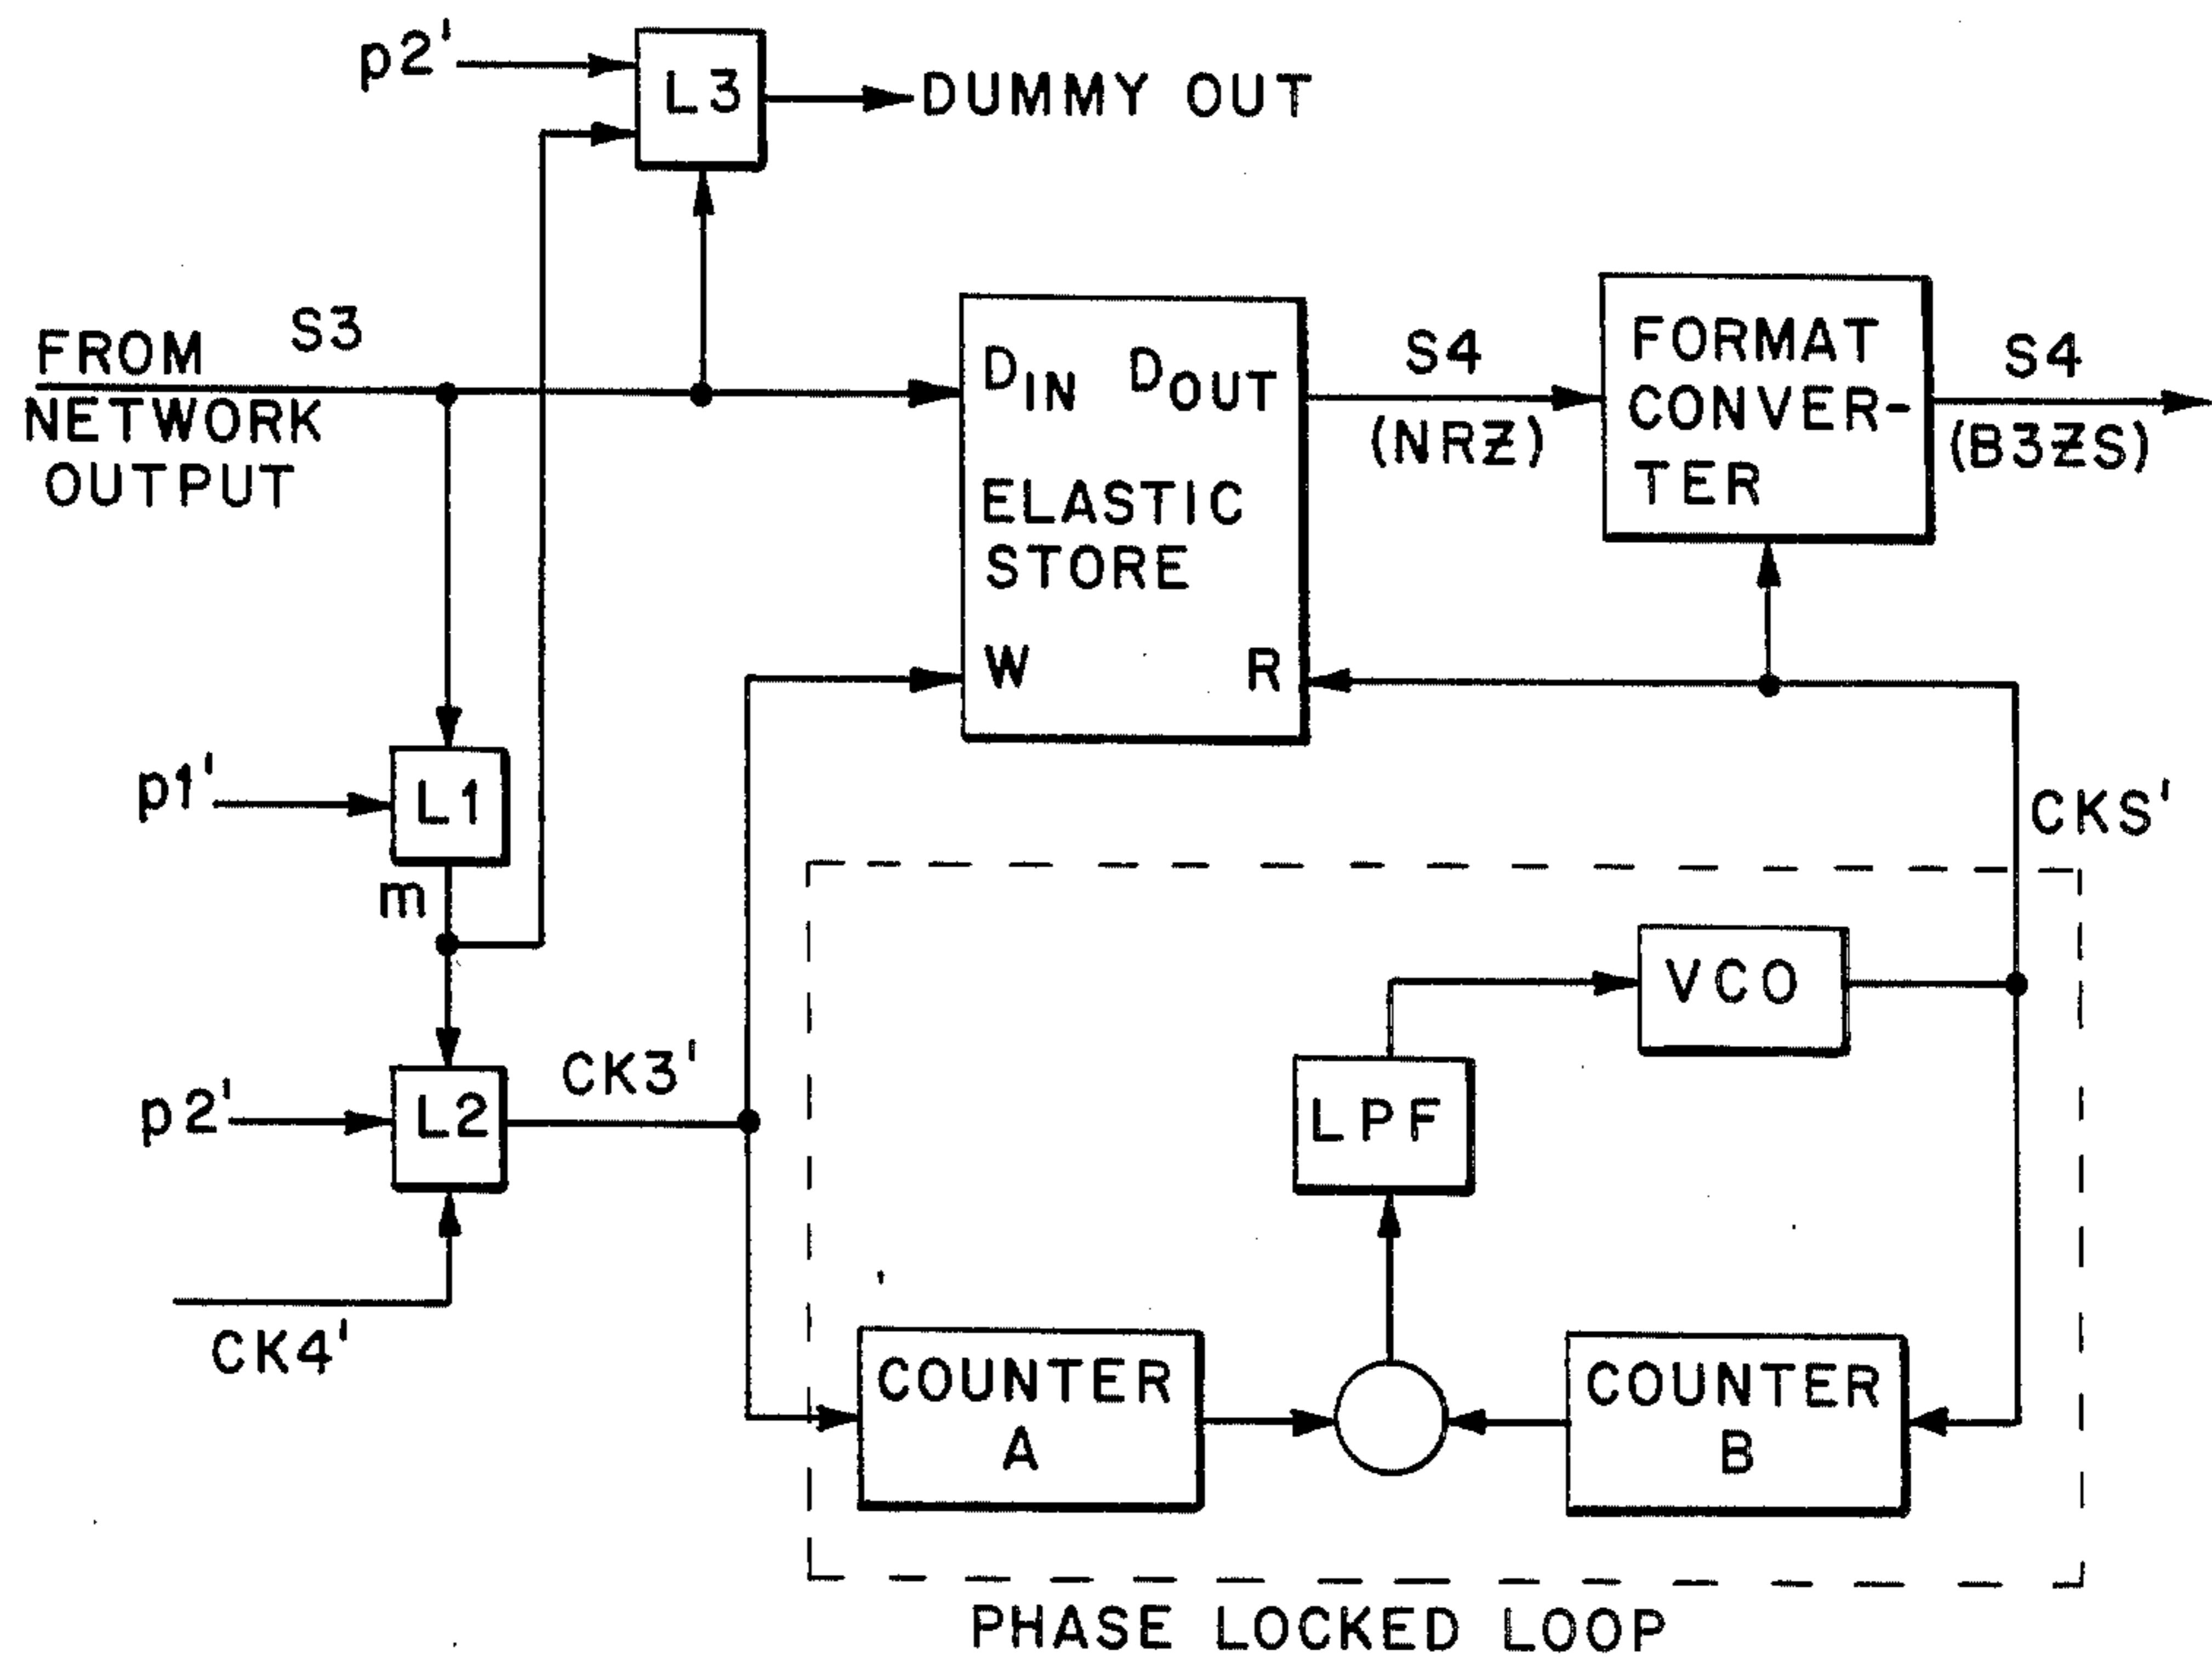 p2'
L3
DUMMY OUT
S3
FROM
NETWORK
OUTPUT
DIN DOUT
ELASTIC
STORE
W R
S4
(NRZ)
FORMAT
CONVER-
TER
S4
(B3ZS)
p1'
L1
m
CKS'
p2'
L2
CK3'
CK4'
VCO
LPF
COUNTER
A
COUNTER
B
PHASE LOCKED LOOP